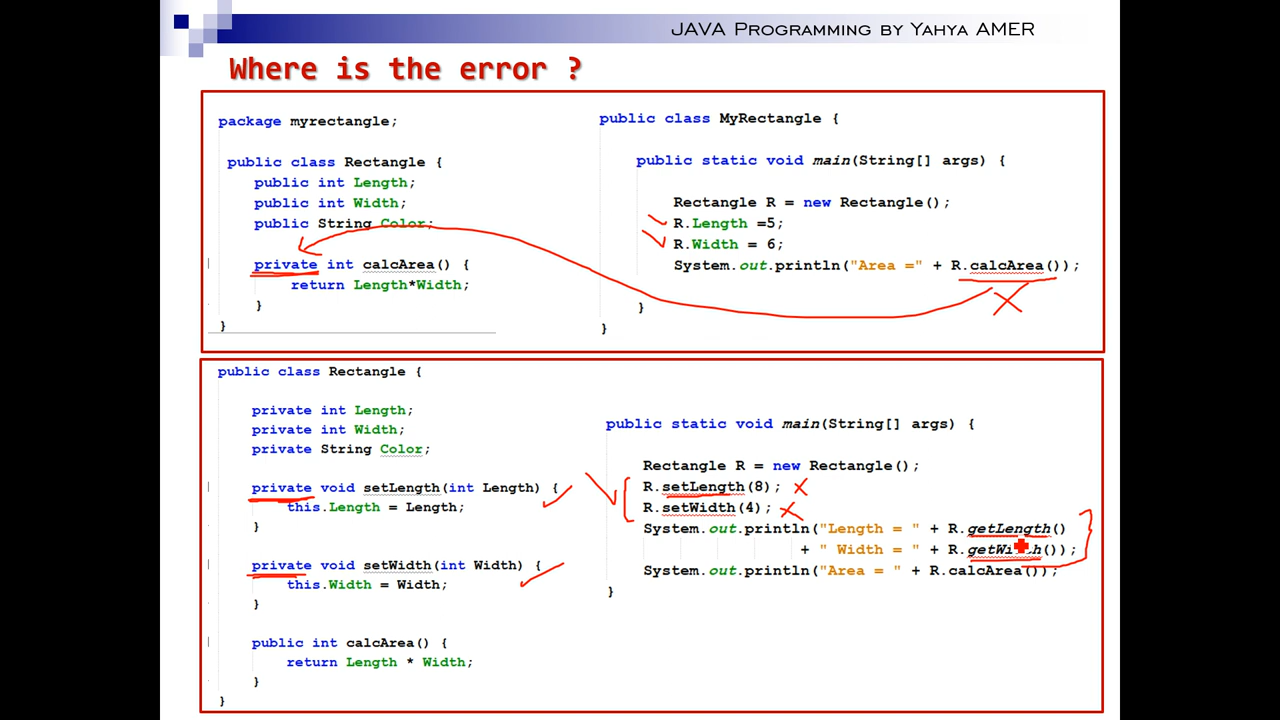 JAVA Programming by Yahya AMER
Where is the error ?
package myrectangle;
public class Rectangle {
public int Length;
public int Width;
public String Color;
private int calcArea() {
return Length*Width;
}
}
public class MyRectangle {
public static void main(String[] args) {
Rectangle R = new Rectangle();
R.Length =5;
R.Width = 6;
System.out.println("Area =" + R.calcArea());
}
}
public class Rectangle {
private int Length;
private int Width;
private String Color;
private void setLength(int Length) {
this.Length = Length;
}
private void setWidth(int Width) {
this.Width = Width;
}
public int calcArea() {
return Length * Width;
}
}
public static void main(String[] args) {
Rectangle R = new Rectangle();
R.setLength(8);
R.setWidth(4);
System.out.println("Length = " + R.getLength()
+ " Width = " + R.getWidth());
System.out.println("Area = " + R.calcArea());
}